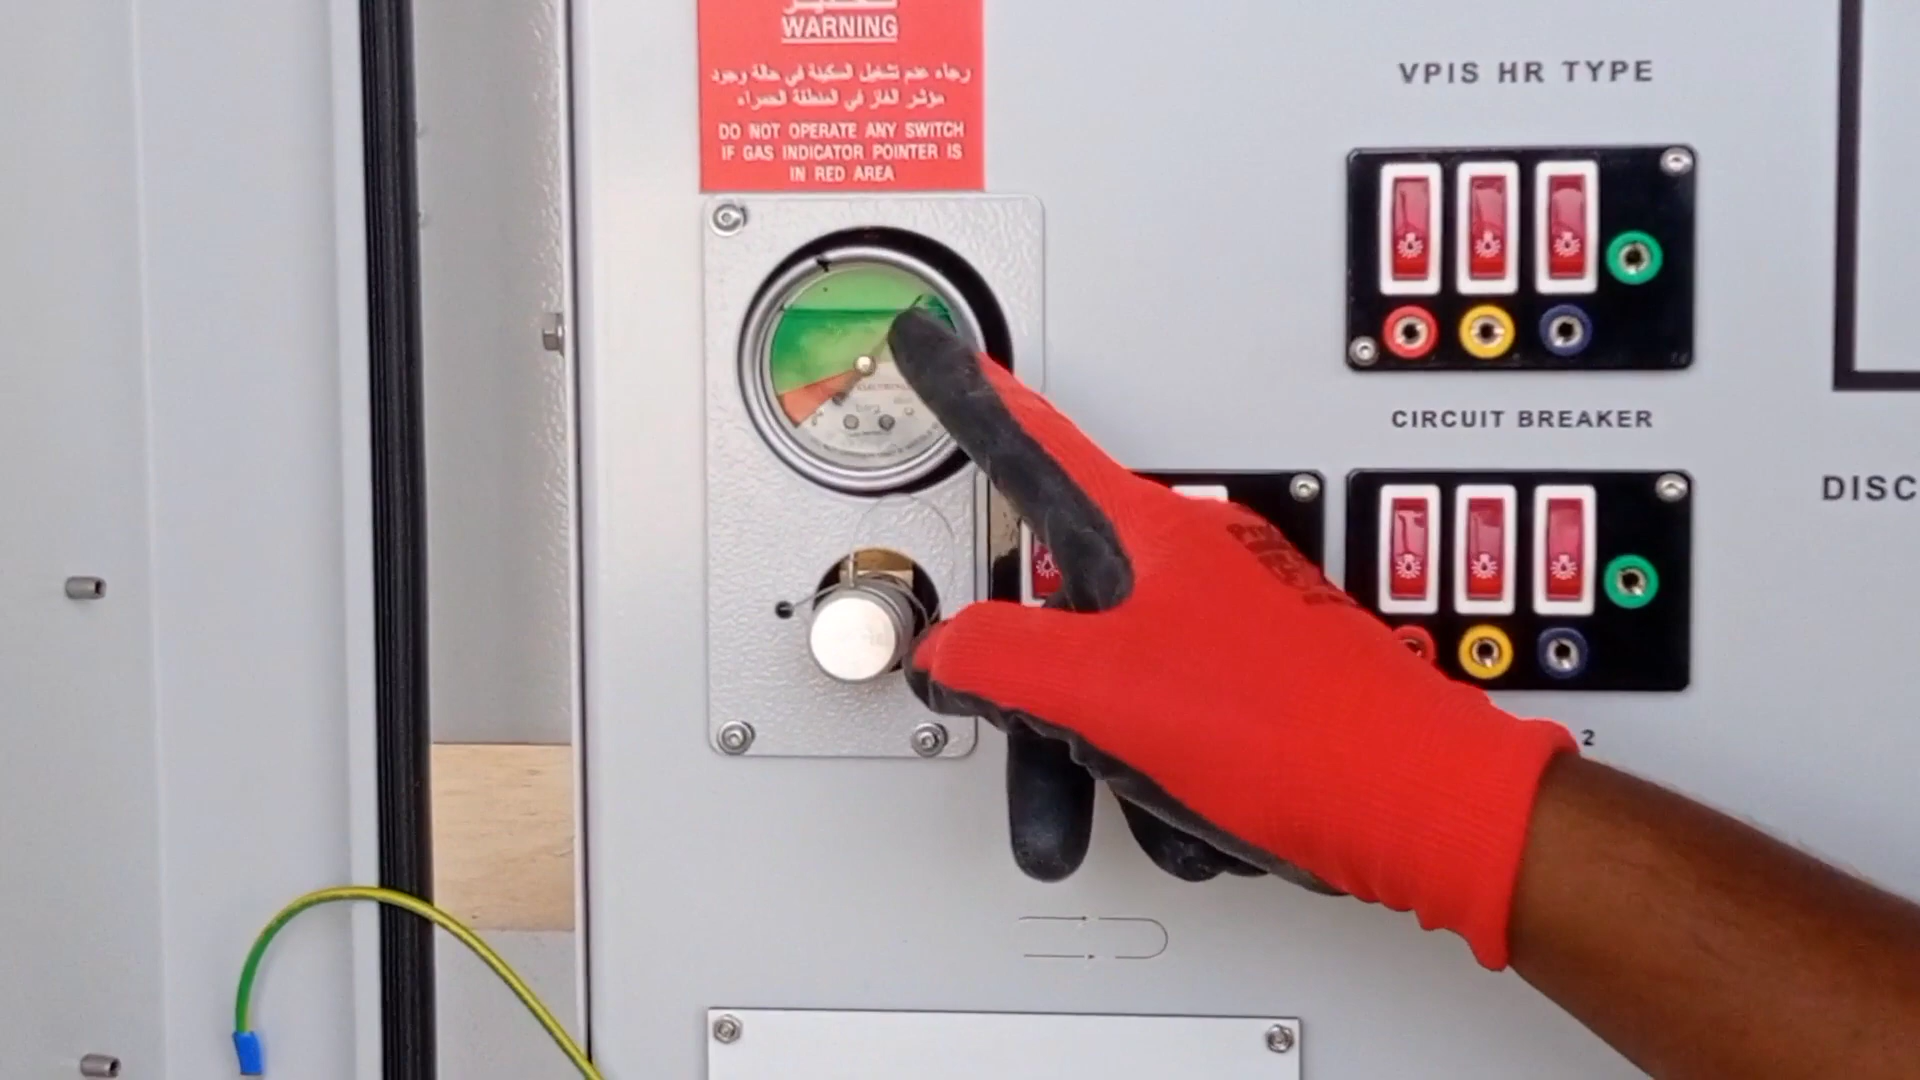 تحذير
WARNING
رجاء عدم تشغيل السكينة في حالة وجود
مؤشر الغاز في المنطقة الحمراء
DO NOT OPERATE ANY SWITCH
IF GAS INDICATOR POINTER IS
IN RED AREA
VPIS HR TYPE
CIRCUIT BREAKER
DISC
2